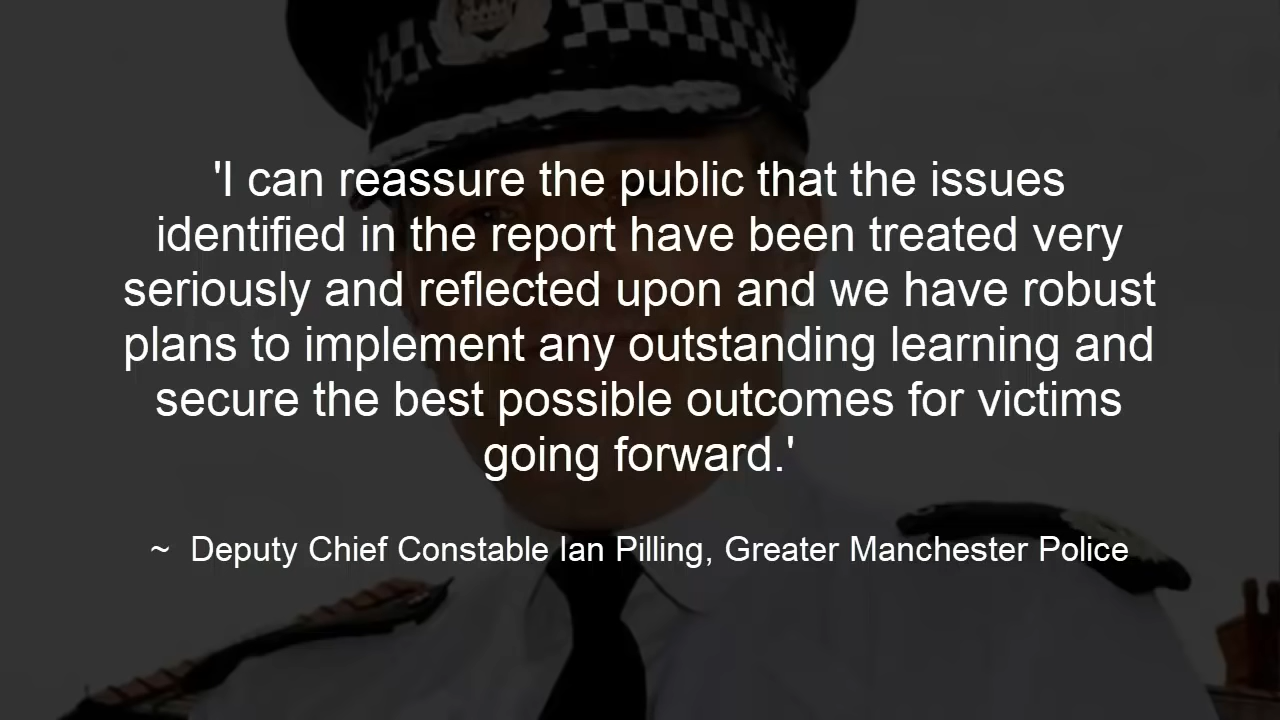 'I can reassure the public that the issues
identified in the report have been treated very
seriously and reflected upon and we have robust
plans to implement any outstanding learning and
secure the best possible outcomes for victims
going forward.'
~ Deputy Chief Constable Ian Pilling, Greater Manchester Police